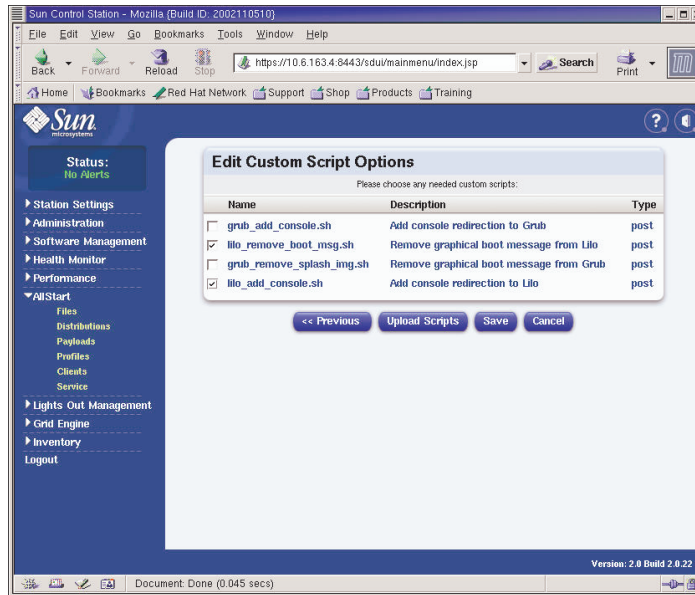 Sun Control Station - Mozilla {Build ID: 2002110510}
File Edit View Go Bookmarks Tools Window Help
Back Forward Reload Stop https://10.6.163.4:8443/sdui/mainmenu/index.jsp Search Print
Home Bookmarks Red Hat Network Support Shop Products Training
Sun
microsystems
?
Status:
No Alerts
Station Settings
Administration
Software Management
Health Monitor
Performance
AllStart
Files
Distributions
Payloads
Profiles
Clients
Service
Lights Out Management
Grid Engine
Inventory
Logout
Edit Custom Script Options
Please choose any needed custom scripts:
Name Description Type
grub_add_console.sh Add console redirection to Grub post
lilo_remove_boot_msg.sh Remove graphical boot message from Lilo post
grub_remove_splash_img.sh Remove graphical boot message from Grub post
lilo_add_console.sh Add console redirection to Lilo post
<< Previous Upload Scripts Save Cancel
Version: 2.0 Build 2.0.22
Document: Done (0.045 secs)